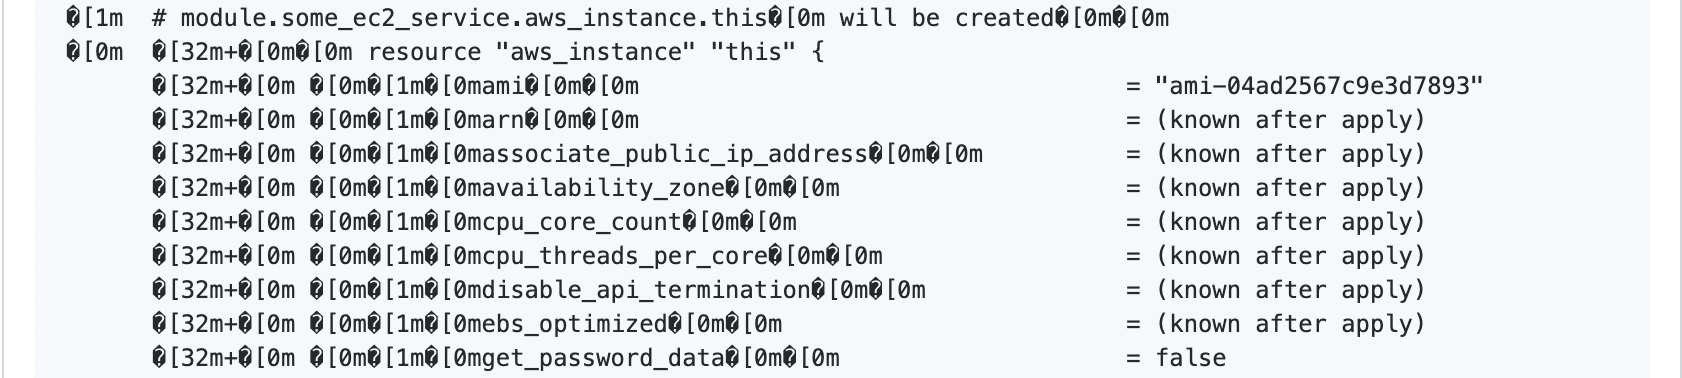 �[1m  # module.some_ec2_service.aws_instance.this�[0m will be created�[0m�[0m
�[0m  �[32m+�[0m�[0m resource "aws_instance" "this" {
      �[32m+�[0m �[0m�[1m�[0mami�[0m�[0m                                  = "ami-04ad2567c9e3d7893"
      �[32m+�[0m �[0m�[1m�[0marn�[0m�[0m                                  = (known after apply)
      �[32m+�[0m �[0m�[1m�[0massociate_public_ip_address�[0m�[0m          = (known after apply)
      �[32m+�[0m �[0m�[1m�[0mavailability_zone�[0m�[0m                    = (known after apply)
      �[32m+�[0m �[0m�[1m�[0mcpu_core_count�[0m�[0m                       = (known after apply)
      �[32m+�[0m �[0m�[1m�[0mcpu_threads_per_core�[0m�[0m                 = (known after apply)
      �[32m+�[0m �[0m�[1m�[0mdisable_api_termination�[0m�[0m              = (known after apply)
      �[32m+�[0m �[0m�[1m�[0mebs_optimized�[0m�[0m                        = (known after apply)
      �[32m+�[0m �[0m�[1m�[0mget_password_data�[0m�[0m                    = false